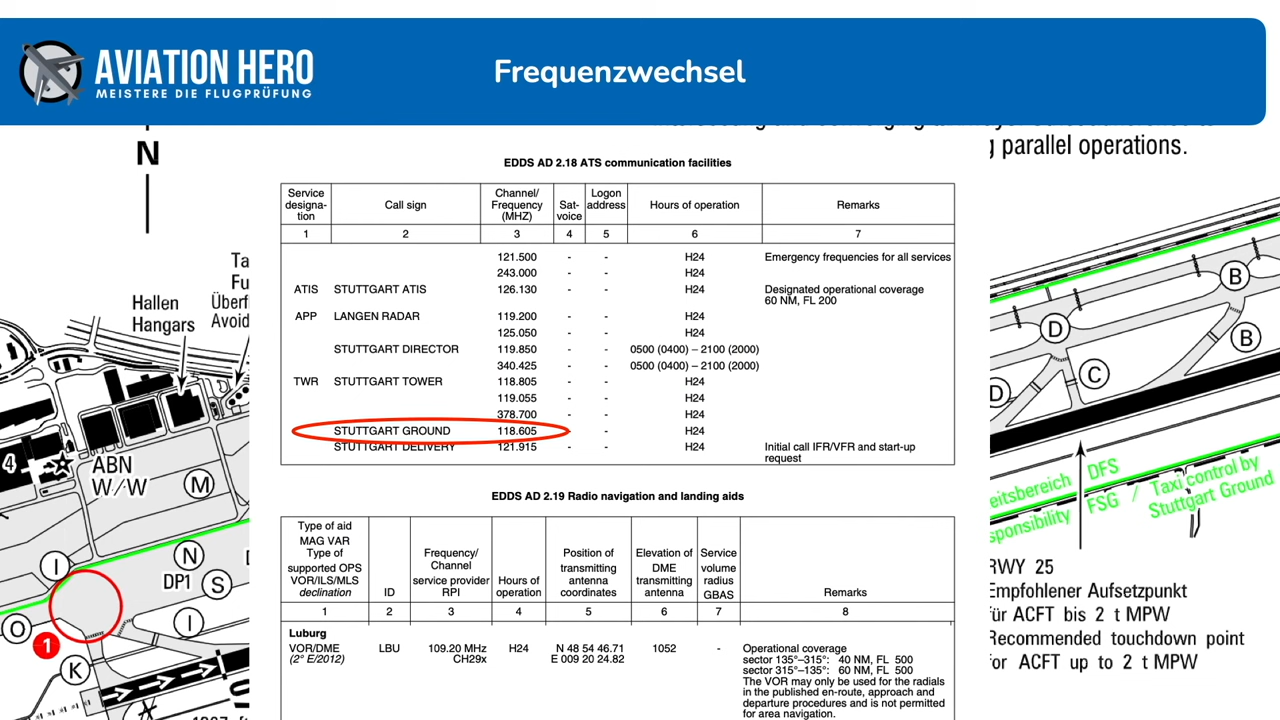 AVIATION HERO
MEISTERE DIE FLUGPRÜFUNG
Frequenzwechsel
parallel operations.
N
Ta
Fu
Überf
Avoid
Hallen
Hangars
4
ABN
W/W
M
I
N
DP1
S
O
1
I
K
EDDS AD 2.18 ATS communication facilities
Service designa- tion Call sign Channel/ Frequency (MHZ) Sat- voice Logon address Hours of operation Remarks
1 2 3 4 5 6 7
121.500 - - H24 Emergency frequencies for all services
243.000 - - H24
ATIS STUTTGART ATIS 126.130 - - H24 Designated operational coverage
60 NM, FL 200
APP LANGEN RADAR 119.200 - - H24
125.050 - - H24
STUTTGART DIRECTOR 119.850 - - 0500 (0400) – 2100 (2000)
340.425 - - 0500 (0400) – 2100 (2000)
TWR STUTTGART TOWER 118.805 - - H24
119.055 - - H24
378.700 - - H24
STUTTGART GROUND 118.605 - - H24
STUTTGART DELIVERY 121.915 - - H24 Initial call IFR/VFR and start-up
request
EDDS AD 2.19 Radio navigation and landing aids
Type of aid MAG VAR Type of supported OPS VOR/ILS/MLS declination ID Frequency/ Channel service provider RPI Hours of operation Position of transmitting antenna coordinates Elevation of DME transmitting antenna Service volume radius GBAS Remarks
1 2 3 4 5 6 7 8
Luburg
VOR/DME LBU 109.20 MHz H24 N 48 54 46.71 1052 - Operational coverage
(2° E/2012) CH29x E 009 20 24.82 sector 135°–315°: 40 NM, FL 500
sector 315°–135°: 60 NM, FL 500
The VOR may only be used for the radials
in the published en-route, approach and
departure procedures and is not permitted
for area navigation.
B
D
B
C
D
eitsbereich DFS
sponsibility FSG / Taxi control by
Stuttgart Ground
RWY 25
Empfohlener Aufsetzpunkt
für ACFT bis 2 t MPW
Recommended touchdown point
for ACFT up to 2 t MPW